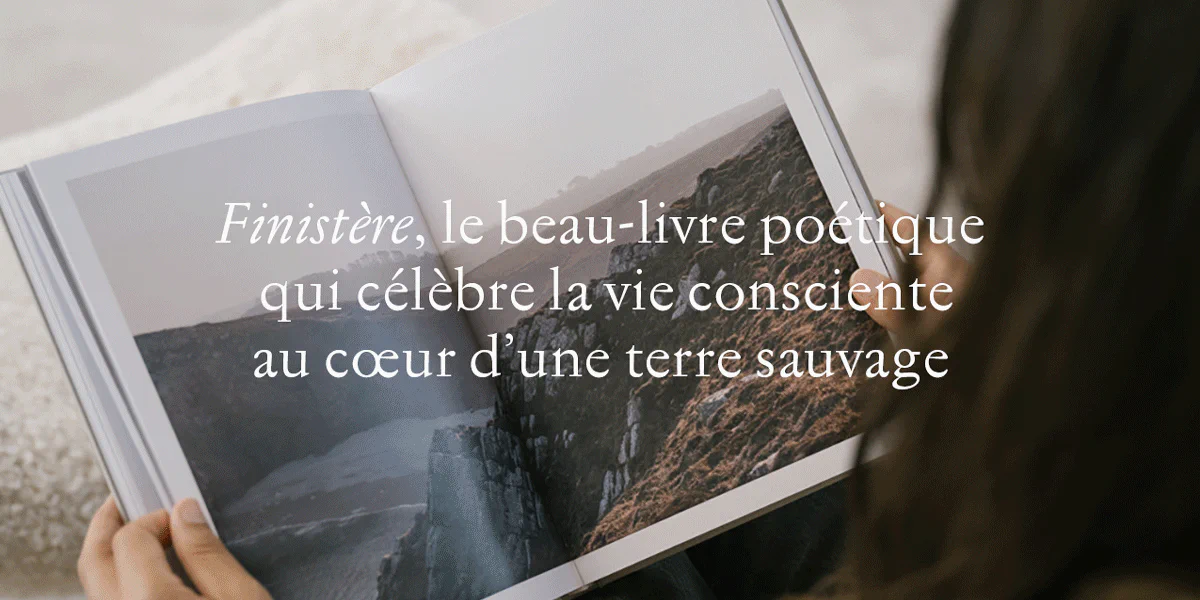 Finistère, le beau-livre poétique
qui célèbre la vie consciente
au cœur d’une terre sauvage